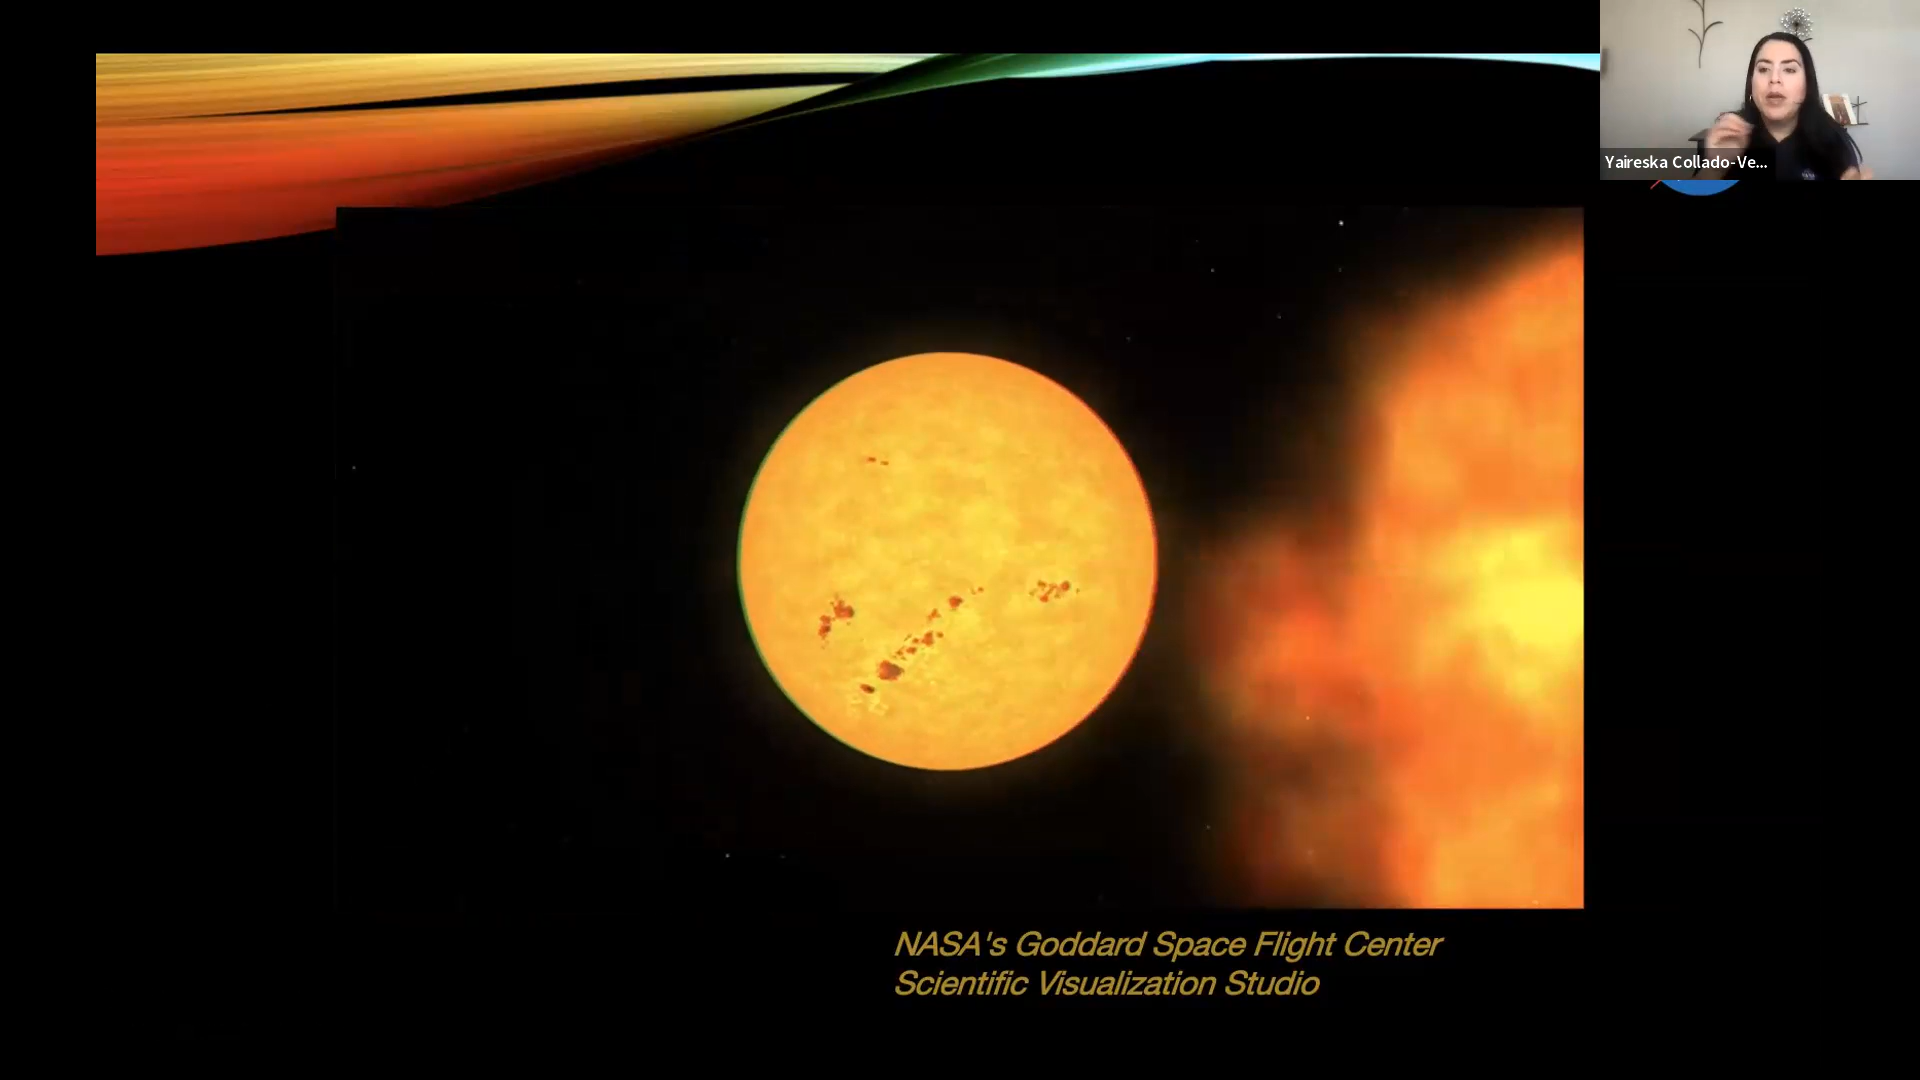 Yaireska Collado-Ve...
NASA's Goddard Space Flight Center
Scientific Visualization Studio